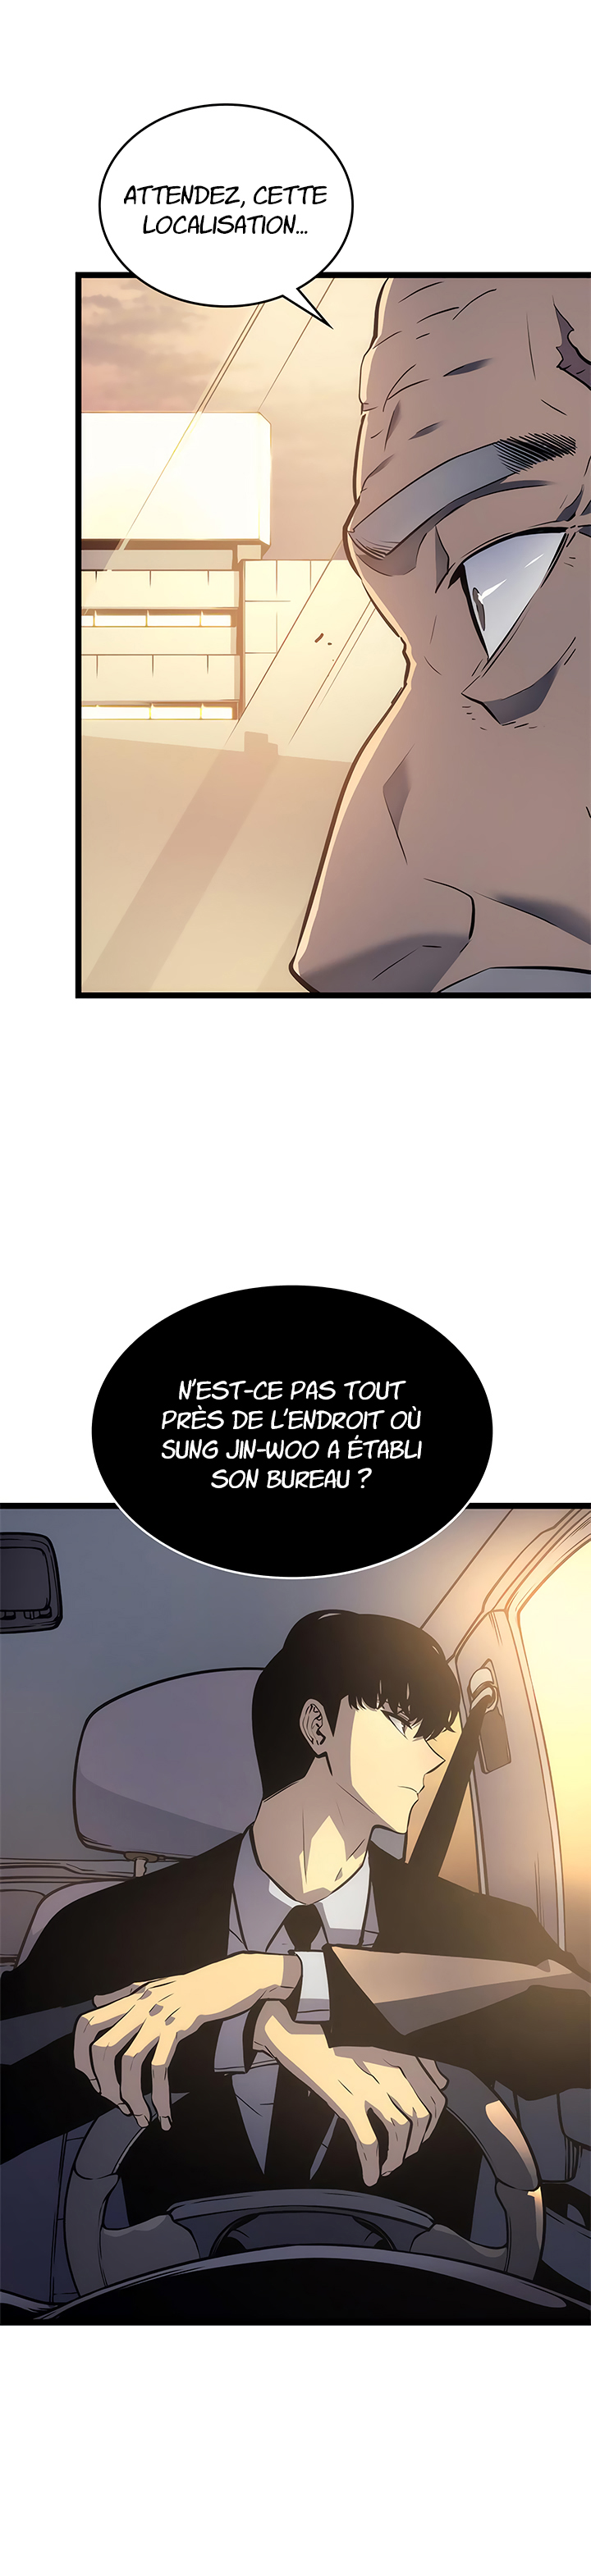 ATTENDEZ, CETTE
LOCALISATION...
N'EST-CE PAS TOUT
PRÈS DE L'ENDROIT OÙ
SUNG JIN-WOO A ÉTABLI
SON BUREAU ?